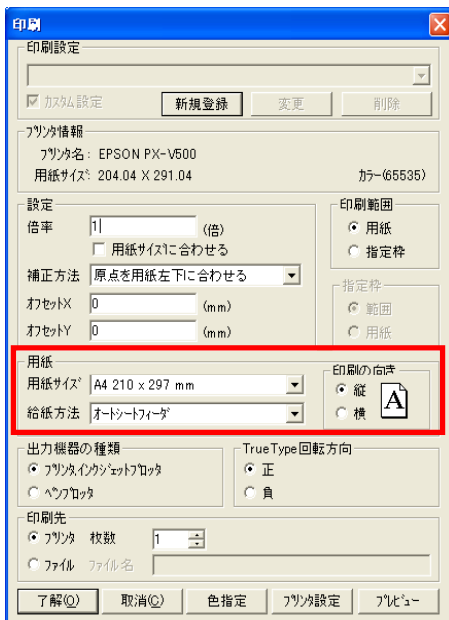 印刷
印刷設定
カスタム設定 新規登録 変更 削除
プリンタ情報
プリンタ名: EPSON PX-V500
用紙サイズ: 204.04 X 291.04 カラー(65535)
設定
倍率 1 (倍)
用紙サイズに合わせる
補正方法 原点を用紙左下に合わせる
オフセットX 0 (mm)
オフセットY 0 (mm)
印刷範囲
用紙
指定枠
指定枠
範囲
用紙
用紙
用紙サイズ A4 210 x 297 mm
給紙方法 オートシートフィーダ
印刷の向き
縦
横
A
出力機器の種類
プリンタ,インクジェットプロッタ
ペンプロッタ
TrueType回転方向
正
負
印刷先
プリンタ 枚数 1
ファイル ファイル名
了解(O) 取消(C) 色指定 プリンタ設定 プレビュー